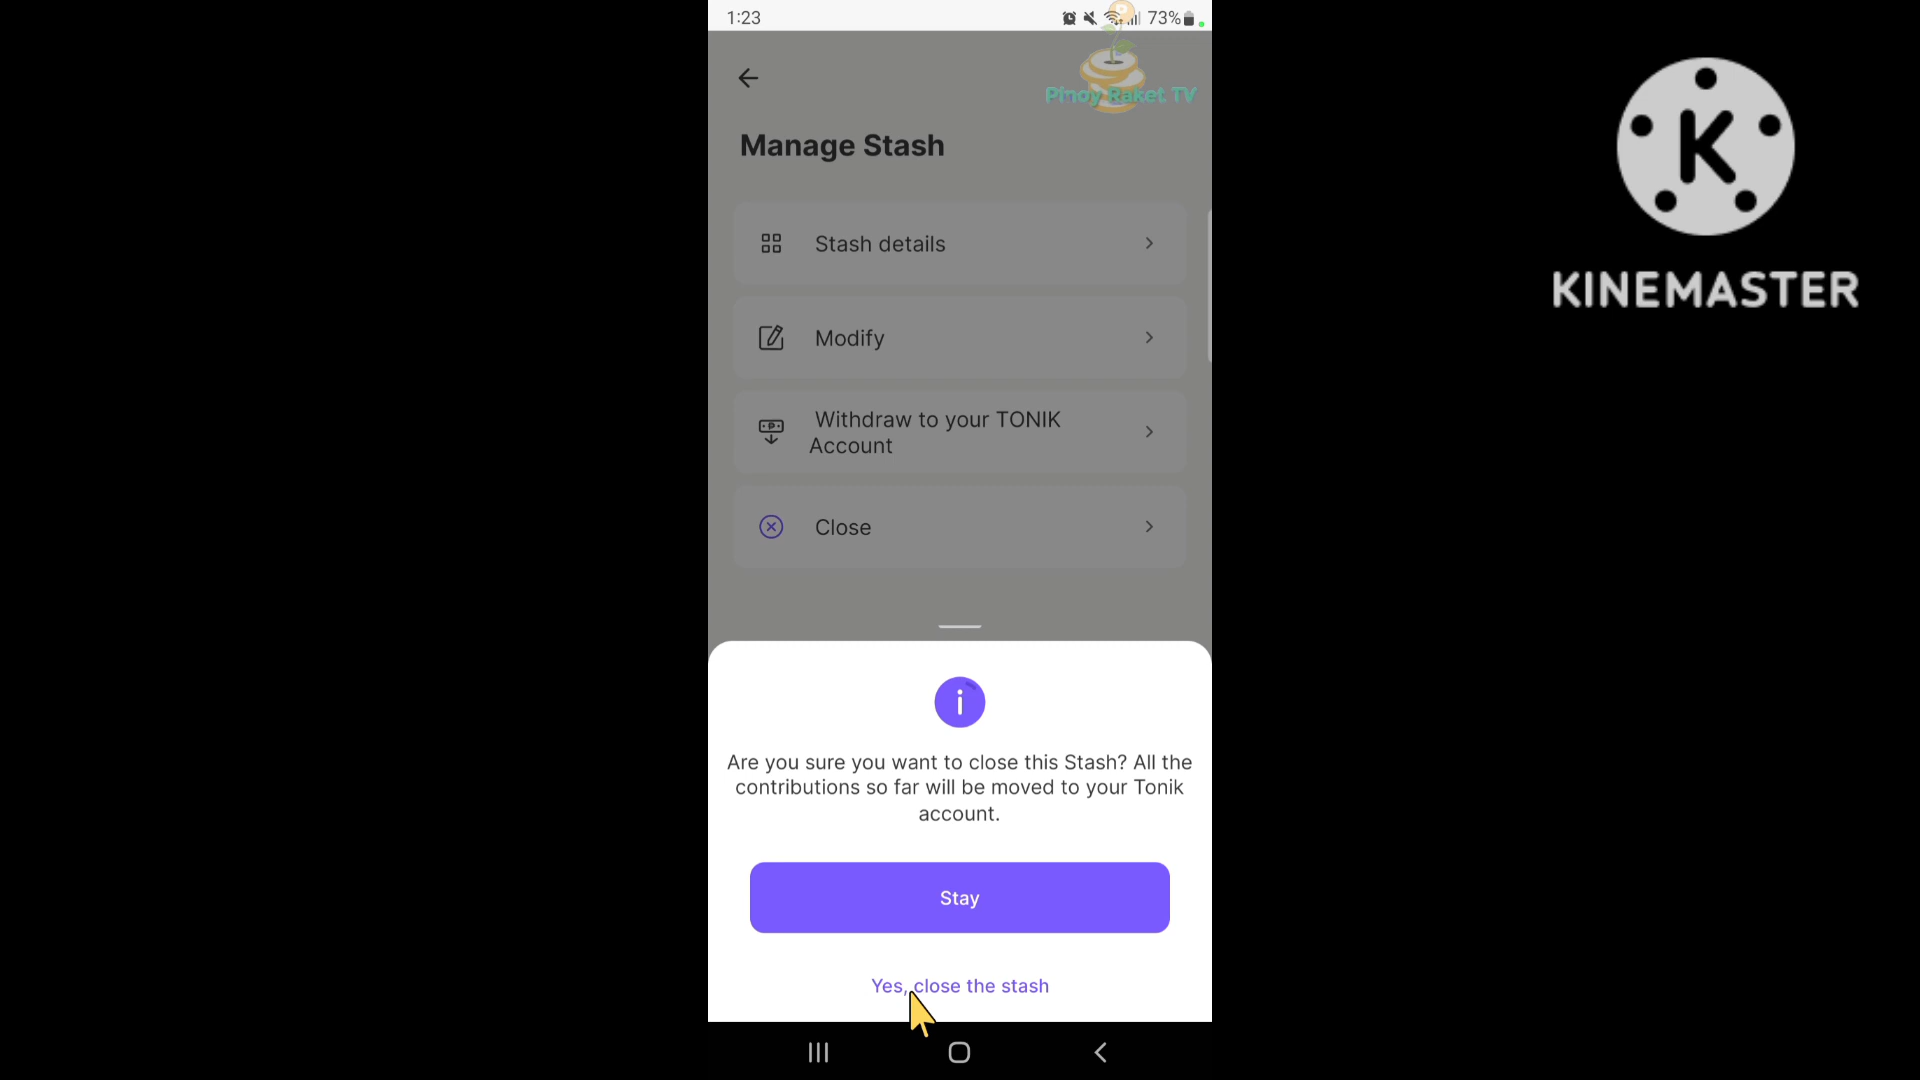 1:23
73%
Pinoy Raket TV
K
KINEMASTER
Manage Stash
Stash details
Modify
Withdraw to your TONIK
Account
Close
Are you sure you want to close this Stash? All the
contributions so far will be moved to your Tonik
account.
Stay
Yes, close the stash